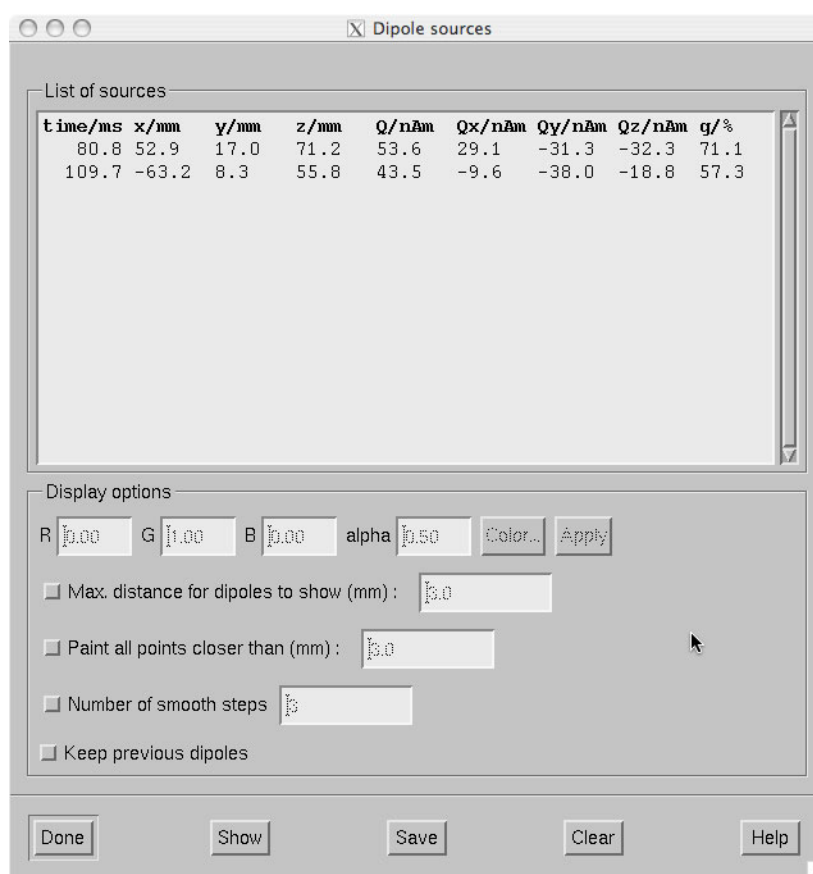 Dipole sources
List of sources
time/ms x/mm y/mm z/mm Q/nAm Qx/nAm Qy/nAm Qz/nAm g/%
80.8 52.9 17.0 71.2 53.6 29.1 -31.3 -32.3 71.1
109.7 -63.2 8.3 55.8 43.5 -9.6 -38.0 -18.8 57.3
Display options
R 0.00 G 1.00 B 0.00 alpha 0.50 Color... Apply
Max. distance for dipoles to show (mm) : 3.0
Paint all points closer than (mm) : 3.0
Number of smooth steps 3
Keep previous dipoles
Done Show Save Clear Help